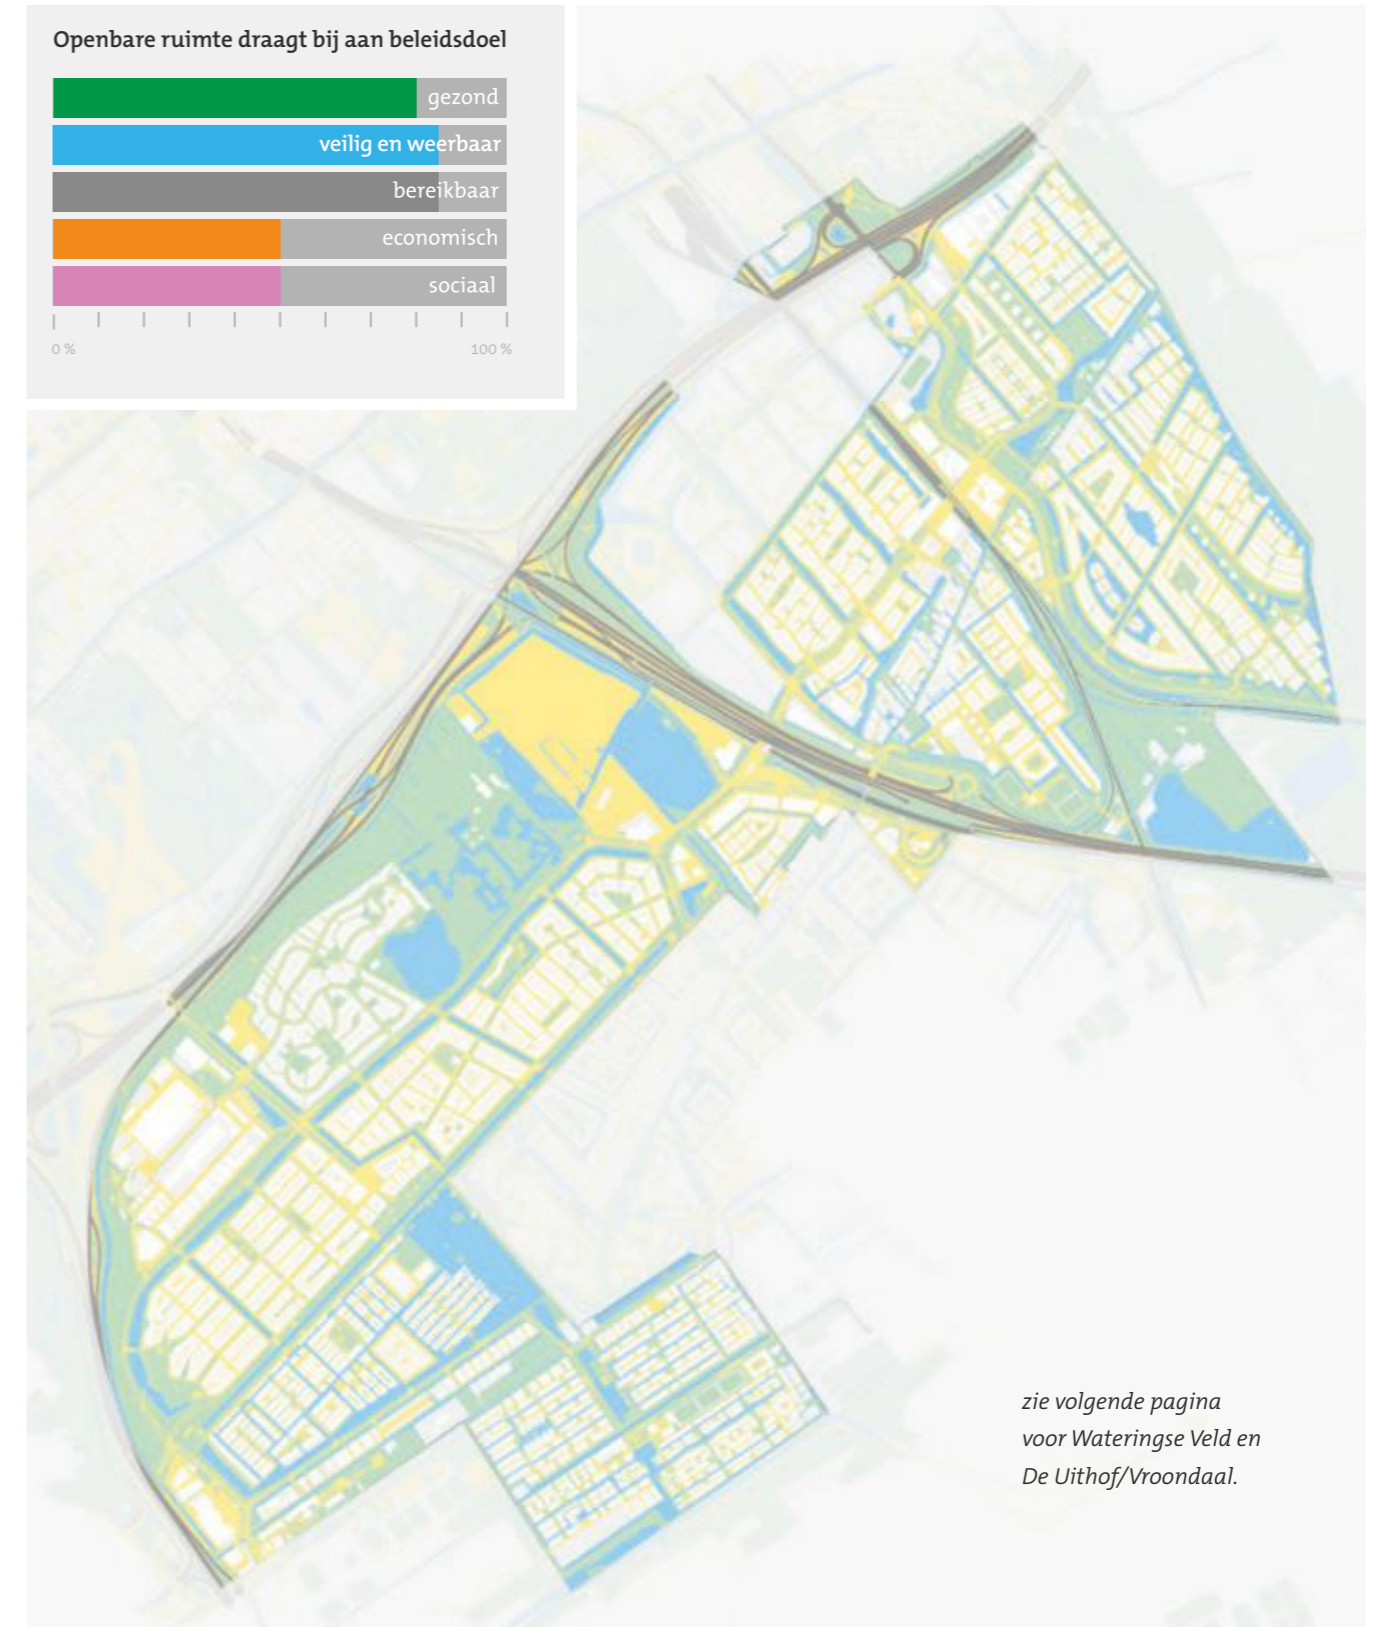 Openbare ruimte draagt bij aan beleidsdoel
gezond
veilig en weerbaar
bereikbaar
economisch
sociaal
0 %
100 %
zie volgende pagina
voor Wateringse Veld en
De Uithof/Vroondaal.